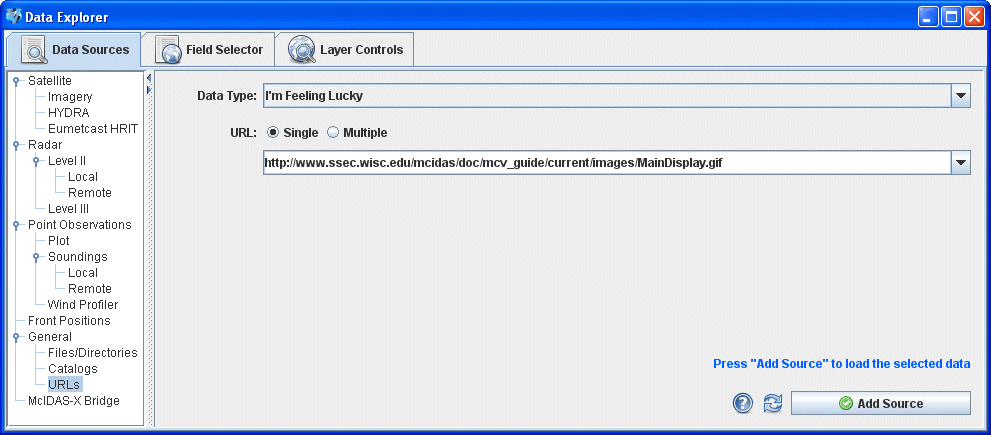 Data Explorer
Data Sources
Field Selector
Layer Controls
Satellite
Imagery
HYDRA
Eumetcast HRIT
Radar
Level II
Local
Remote
Level III
Point Observations
Plot
Soundings
Local
Remote
Wind Profiler
Front Positions
General
Files/Directories
Catalogs
URLs
McIDAS-X Bridge
Data Type: I'm Feeling Lucky
URL: Single Multiple
http://www.ssec.wisc.edu/mcidas/doc/mcv_guide/current/images/MainDisplay.gif
Press "Add Source" to load the selected data
? Add Source